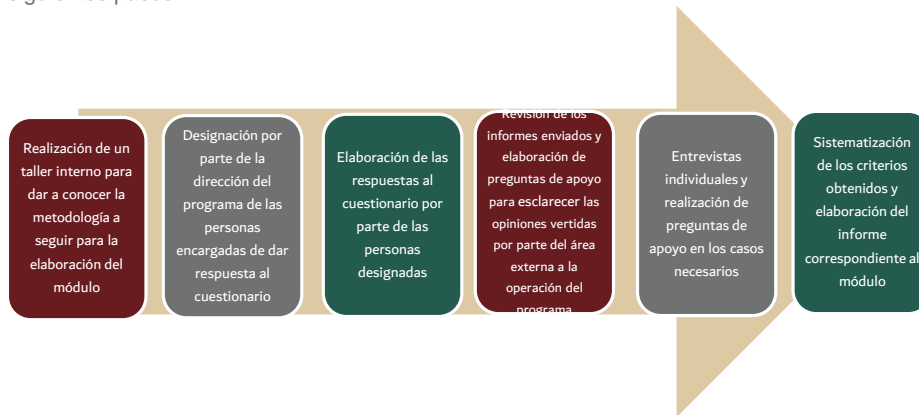 Realización de un
taller interno para
dar a conocer la
metodología a
seguir para la
elaboración del
módulo
Designación por
parte de la
dirección del
programa de las
personas
encargadas de dar
respuesta al
cuestionario
Elaboración de las
respuestas al
cuestionario por
parte de las
personas
designadas
Revisión de los
informes enviados y
elaboración de
preguntas de apoyo
para esclarecer las
opiniones vertidas
por parte del área
externa a la
operación del
programa
Entrevistas
individuales y
realización de
preguntas de
apoyo en los casos
necesarios
Sistematización
de los criterios
obtenidos y
elaboración del
informe
correspondiente al
módulo